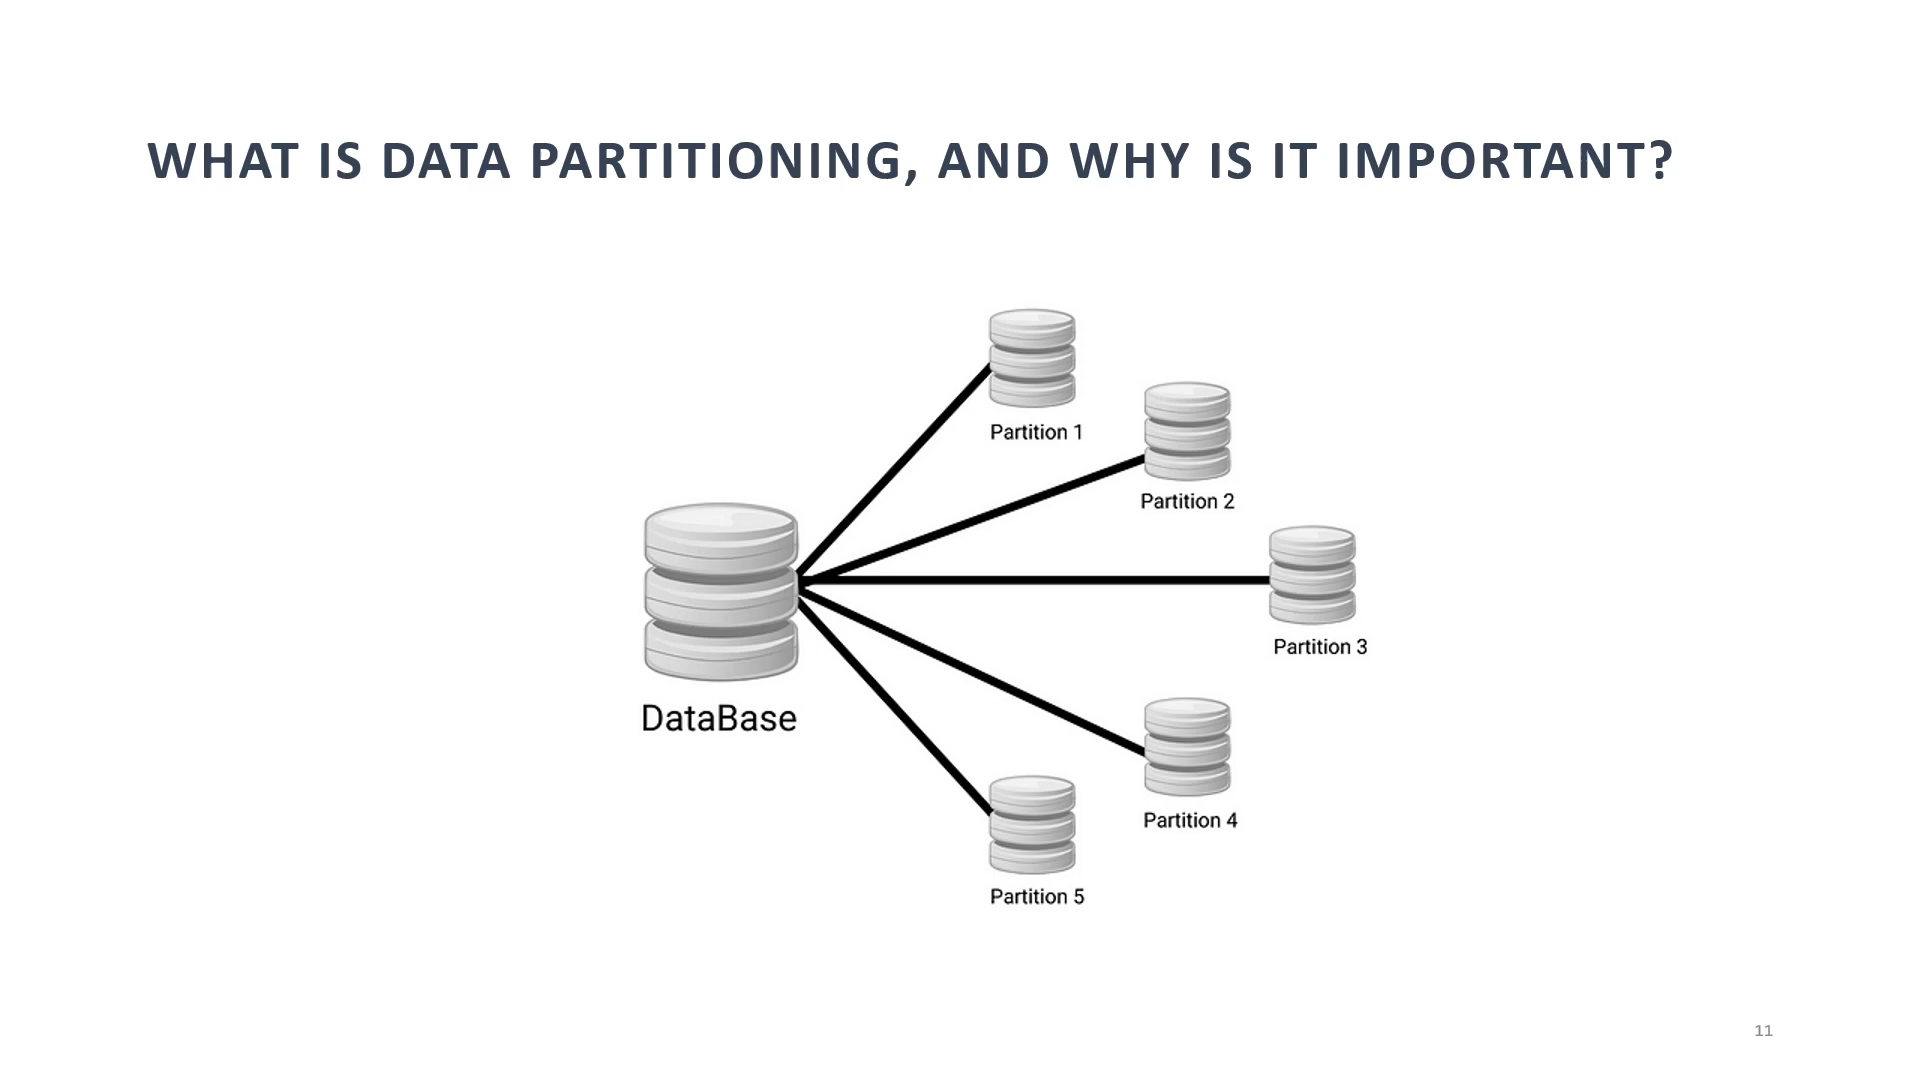 WHAT IS DATA PARTITIONING, AND WHY IS IT IMPORTANT?
Partition 1
Partition 2
Partition 3
DataBase
Partition 4
Partition 5
11